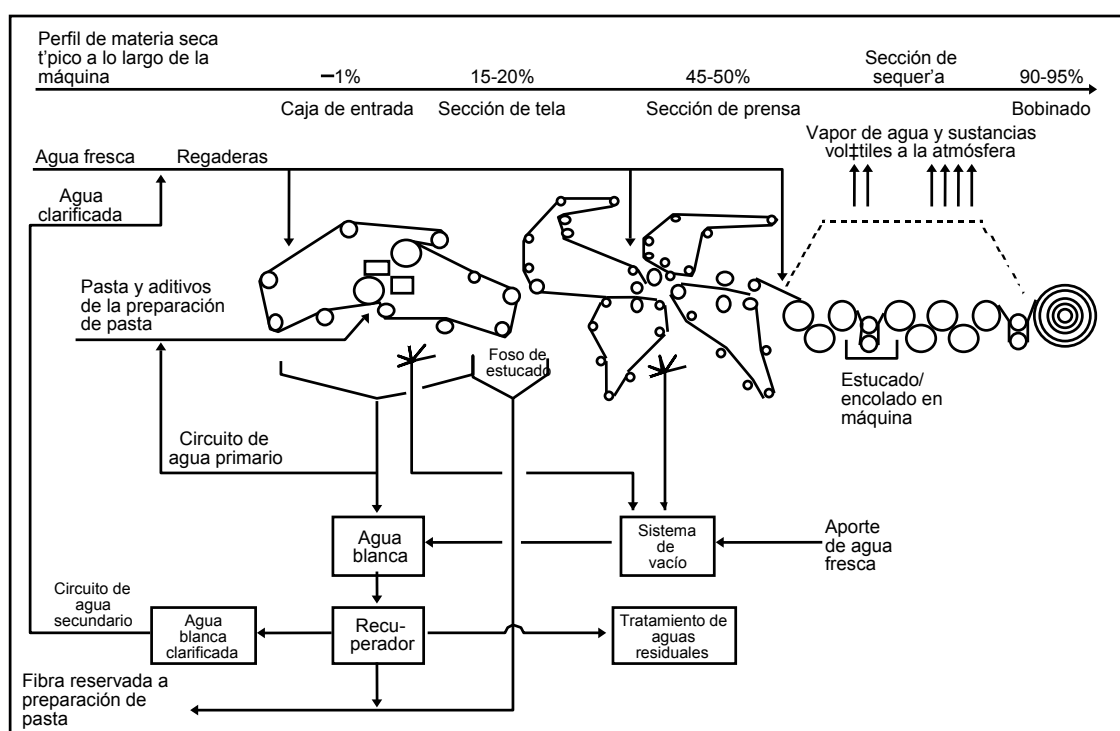 Perfil de materia seca
t'pico a lo largo de la
máquina
−1%
15-20%
45-50%
Sección de
sequer'a
90-95%
Caja de entrada
Sección de tela
Sección de prensa
Bobinado
Vapor de agua y sustancias
vol‡tiles a la atmósfera
Agua fresca
Regaderas
Agua
clarificada
Pasta y aditivos
de la preparación
de pasta
Foso de
estucado
Estucado/
encolado en
máquina
Circuito de
agua primario
Agua
blanca
Sistema
de
vacío
Aporte
de agua
fresca
Circuito de
agua
secundario
Agua
blanca
clarificada
Recu-
perador
Tratamiento de
aguas
residuales
Fibra reservada a
preparación de
pasta